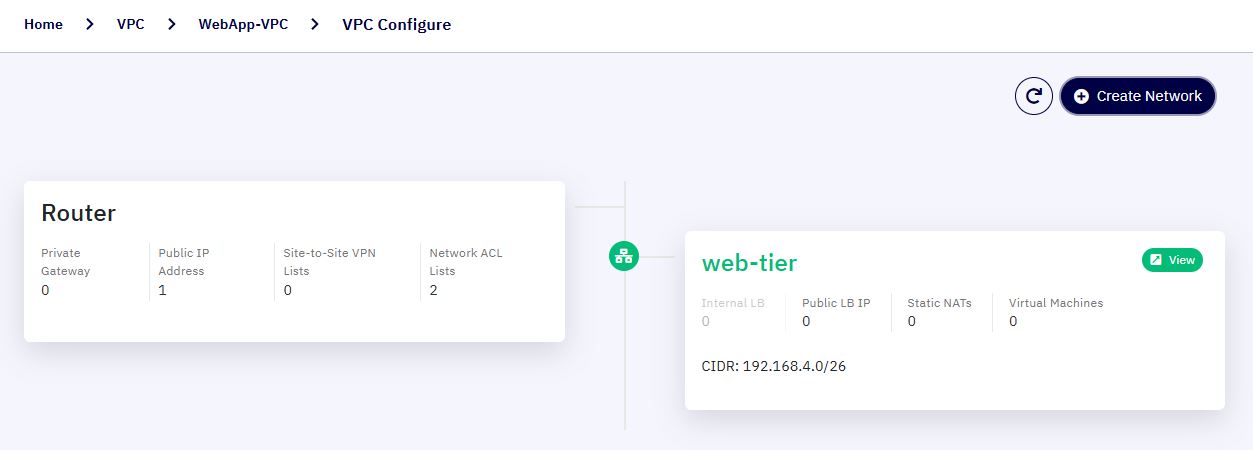 Home > VPC > WebApp-VPC > VPC Configure
Create Network
Router
Private Gateway
0
Public IP Address
1
Site-to-Site VPN Lists
0
Network ACL Lists
2
web-tier
View
Internal LB
0
Public LB IP
0
Static NATs
0
Virtual Machines
0
CIDR: 192.168.4.0/26